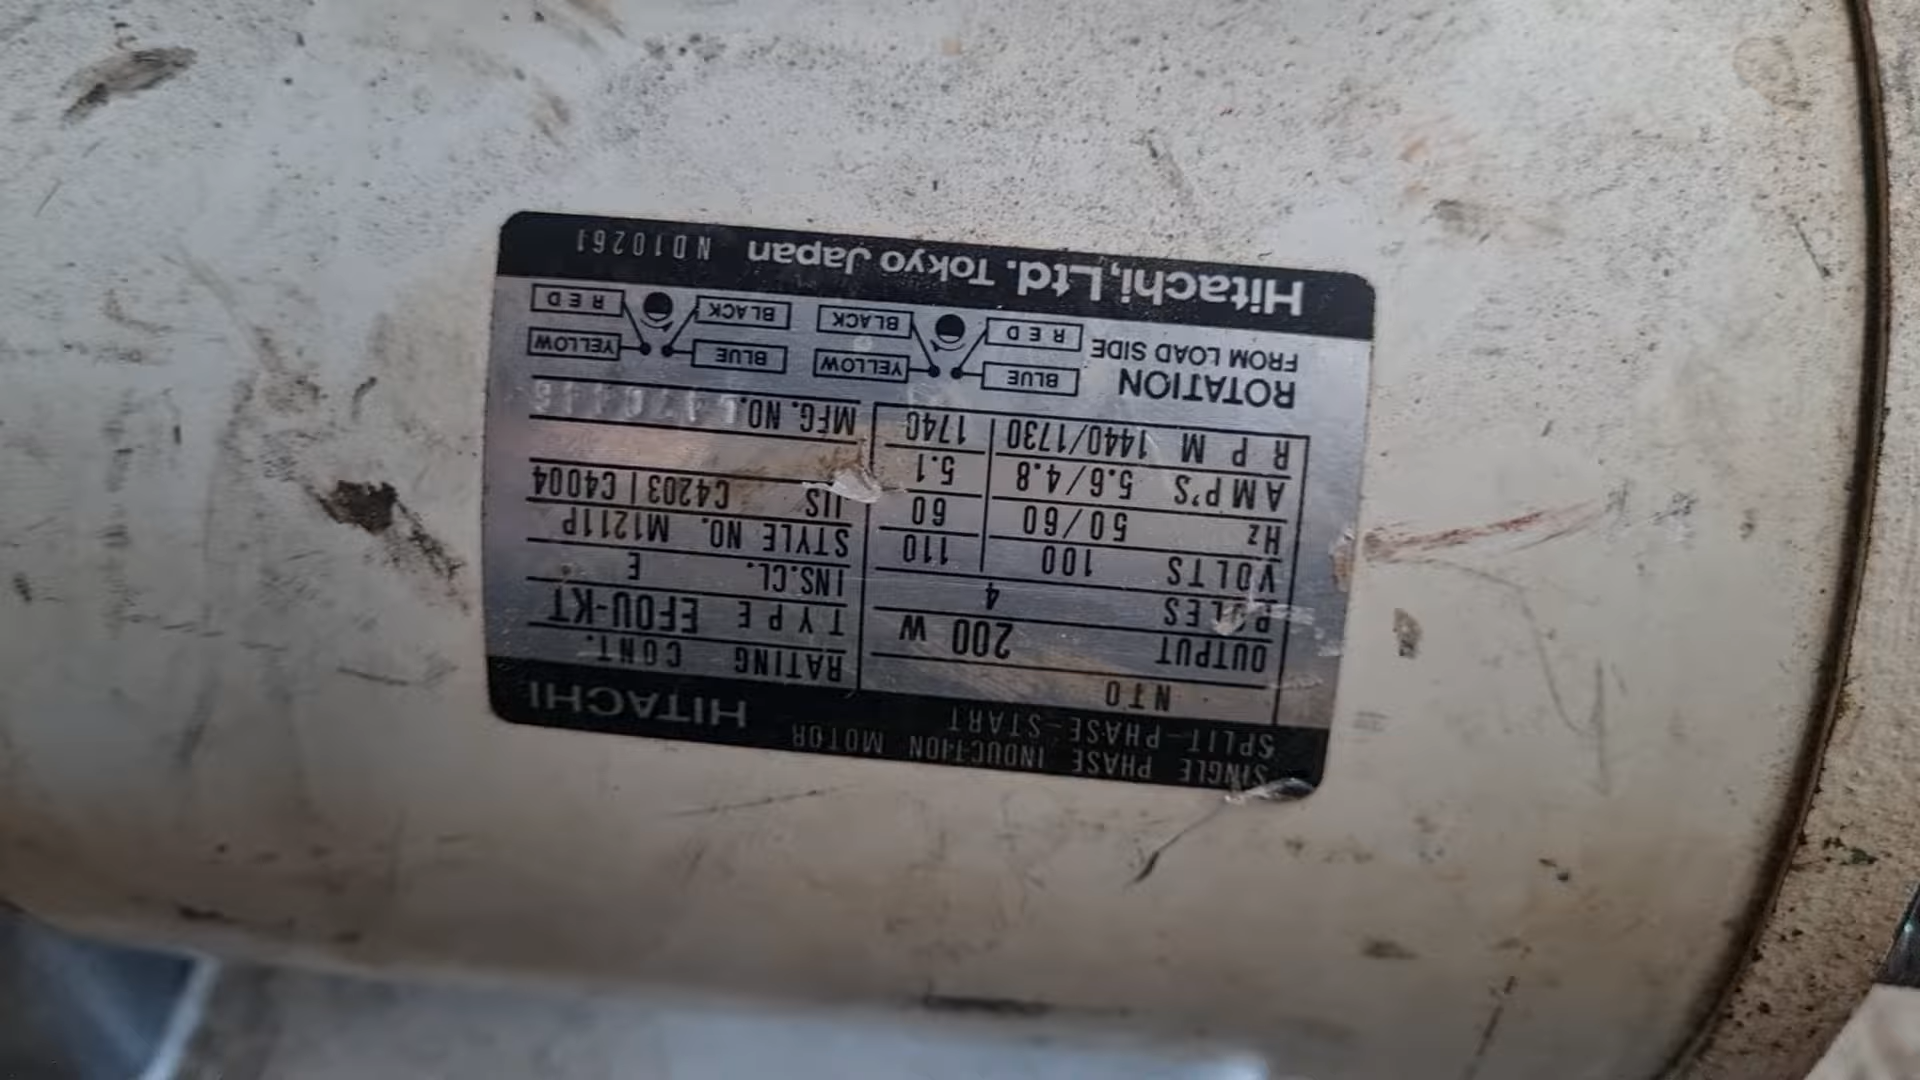 SINGLE PHASE INDUCTION MOTOR
SPLIT-PHASE-START
HITACHI
NTO
OUTPUT 200 W
POLES 4
VOLTS 100 110
Hz 50/60 60
AMP'S 5.6/4.8 5.1
R P M 1440/1730 1740
RATING CONT.
TYPE EFOU-KT
INS.CL. E
STYLE NO. M1211P
JIS C4203 C4004
MFG. NO.
ROTATION
FROM LOAD SIDE
BLUE YELLOW
RED BLACK
BLUE YELLOW
BLACK RED
Hitachi,Ltd. Tokyo Japan ND10261